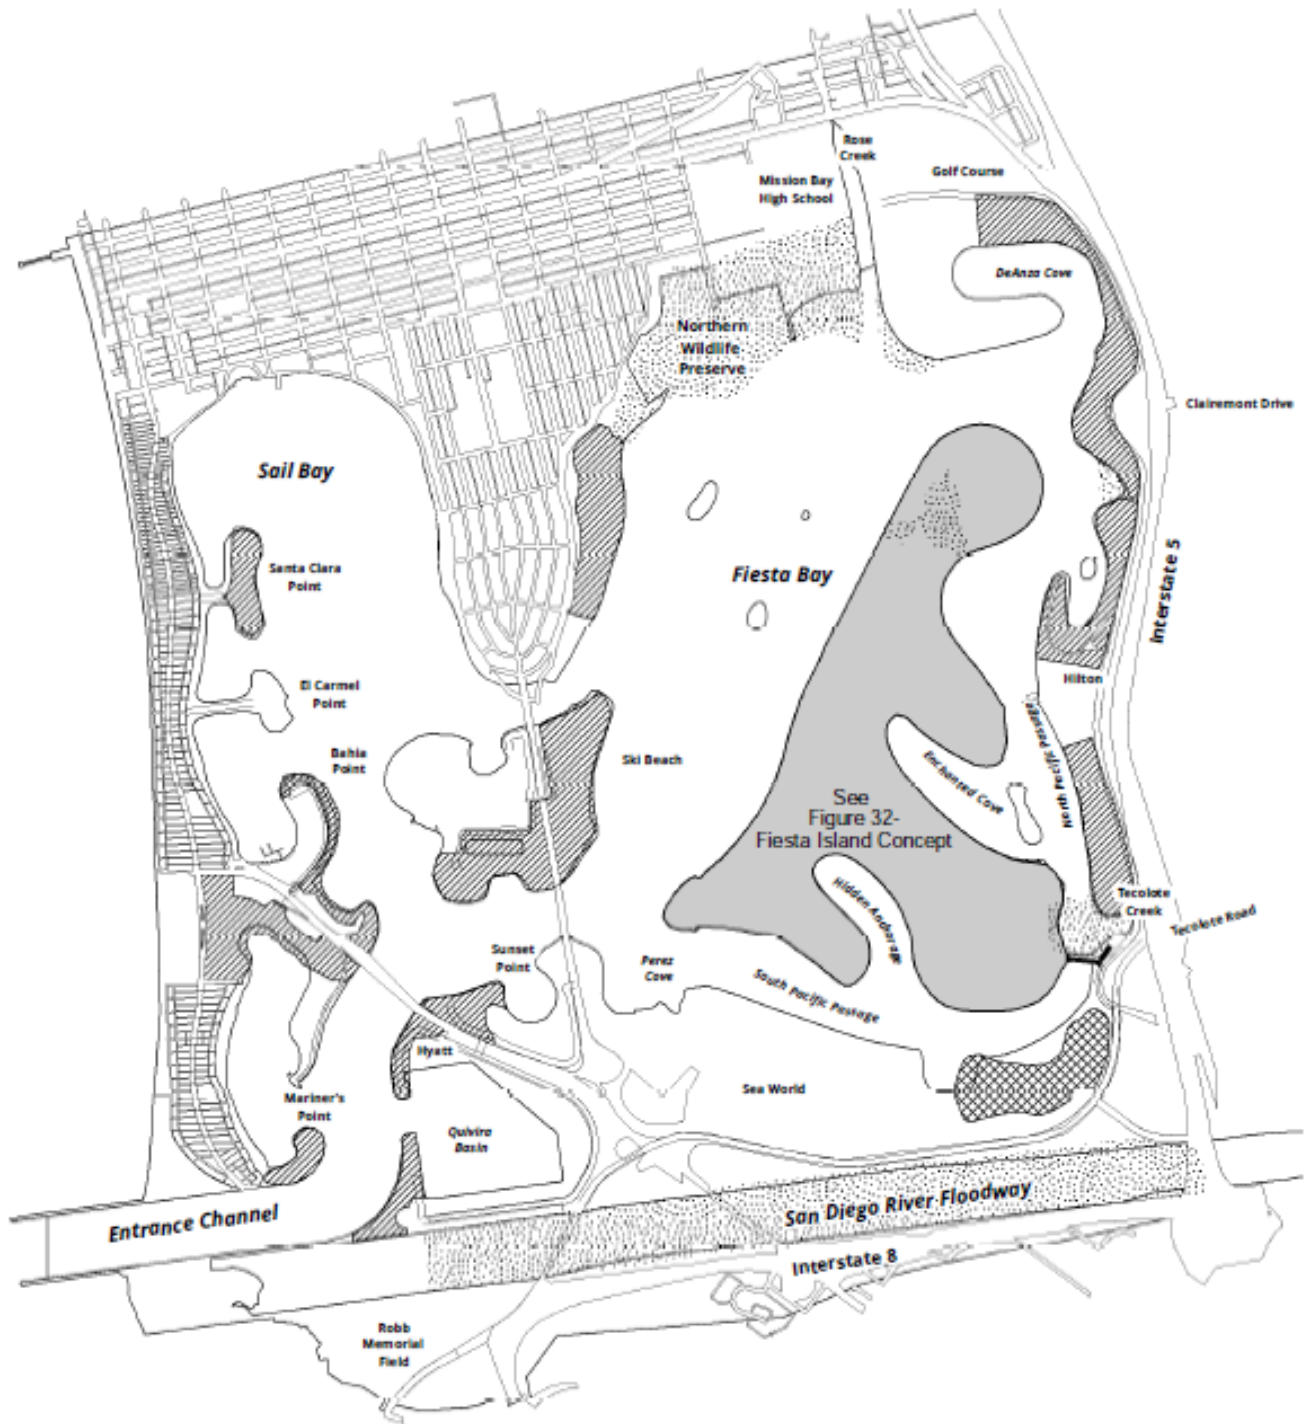 Rose
Creek
Golf Course
Mission Bay
High School
DeAnza Cove
Northern
Wildlife
Preserve
Clairemont Drive
Sail Bay
Interstate 5
Santa Clara
Point
Fiesta Bay
Hilton
El Carmel
Point
North Pacific Passage
Bahia
Point
Ski Beach
Enchanted Cove
See
Figure 32-
Fiesta Island Concept
Hidden Anchorage
Tecolote
Creek
Tecolote Road
Sunset
Point
Perez
Cove
South Pacific Passage
Hyatt
Sea World
Mariner's
Point
Quivira
Basin
Entrance Channel
San Diego River Floodway
Interstate 8
Robb
Memorial
Field